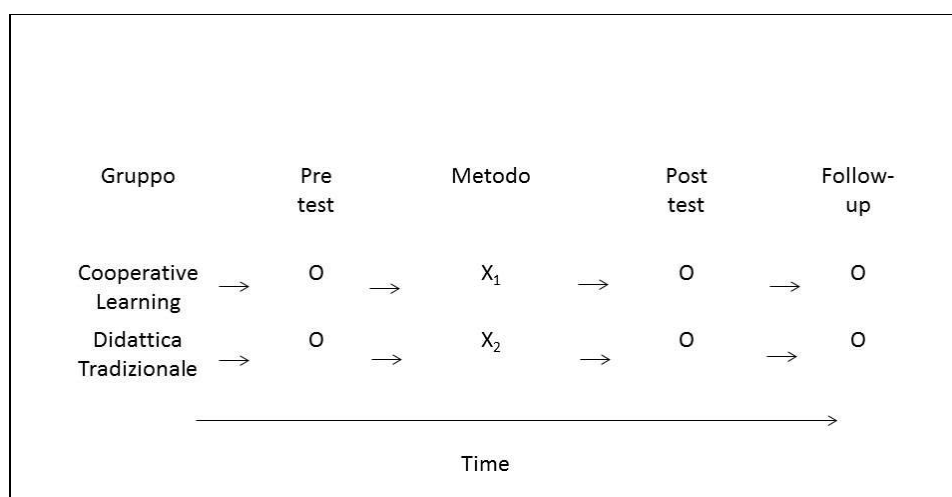 Gruppo Pre Metodo Post Follow-
test test up
Cooperative O X₁ O O
Learning
Didattica O X₂ O O
Tradizionale
Time